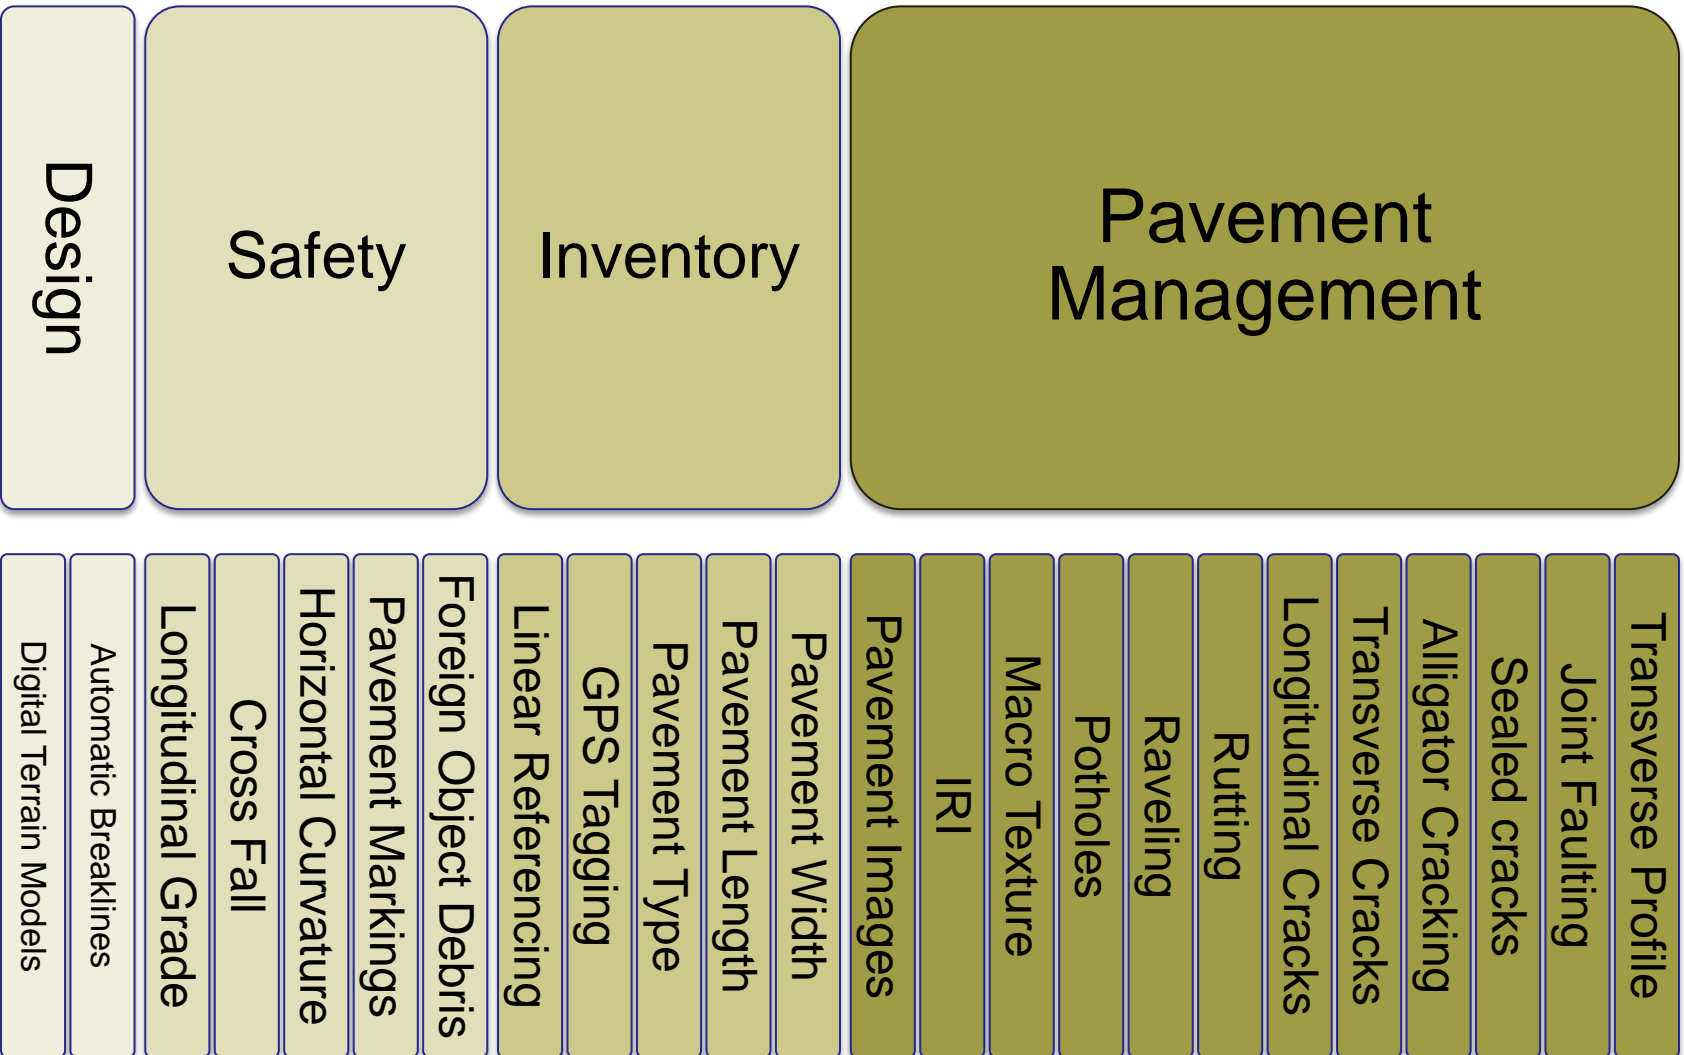 Design
Safety
Inventory
Pavement
Management
Digital Terrain Models
Automatic Breaklines
Longitudinal Grade
Cross Fall
Horizontal Curvature
Pavement Markings
Foreign Object Debris
Linear Referencing
GPS Tagging
Pavement Type
Pavement Length
Pavement Width
Pavement Images
IRI
Macro Texture
Potholes
Raveling
Rutting
Longitudinal Cracks
Transverse Cracks
Alligator Cracking
Sealed cracks
Joint Faulting
Transverse Profile